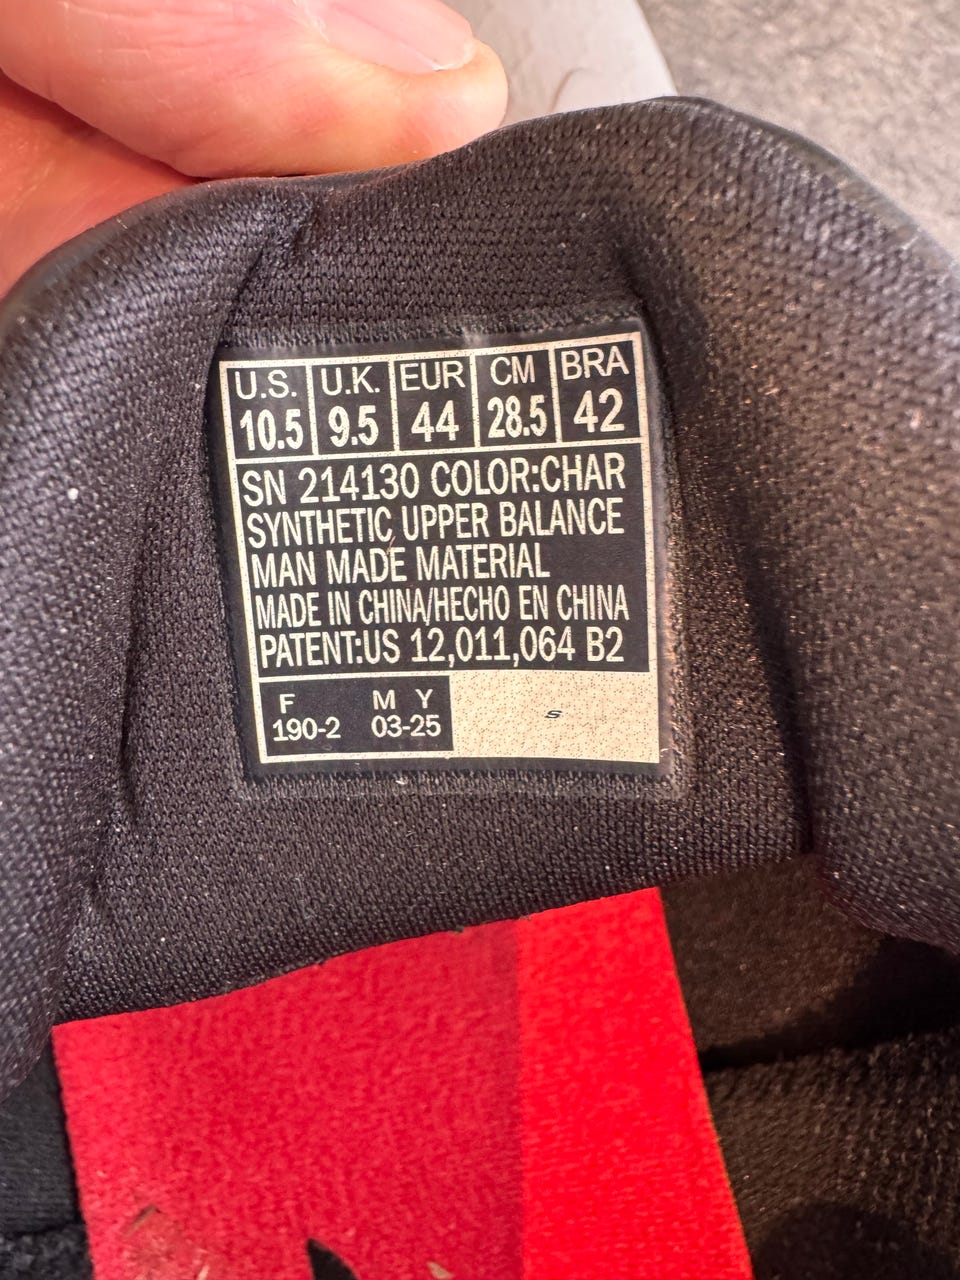 U.S. U.K. EUR CM BRA
10.5 9.5 44 28.5 42
SN 214130 COLOR:CHAR
SYNTHETIC UPPER BALANCE
MAN MADE MATERIAL
MADE IN CHINA/HECHO EN CHINA
PATENT:US 12,011,064 B2
F M Y
190-2 03-25
S